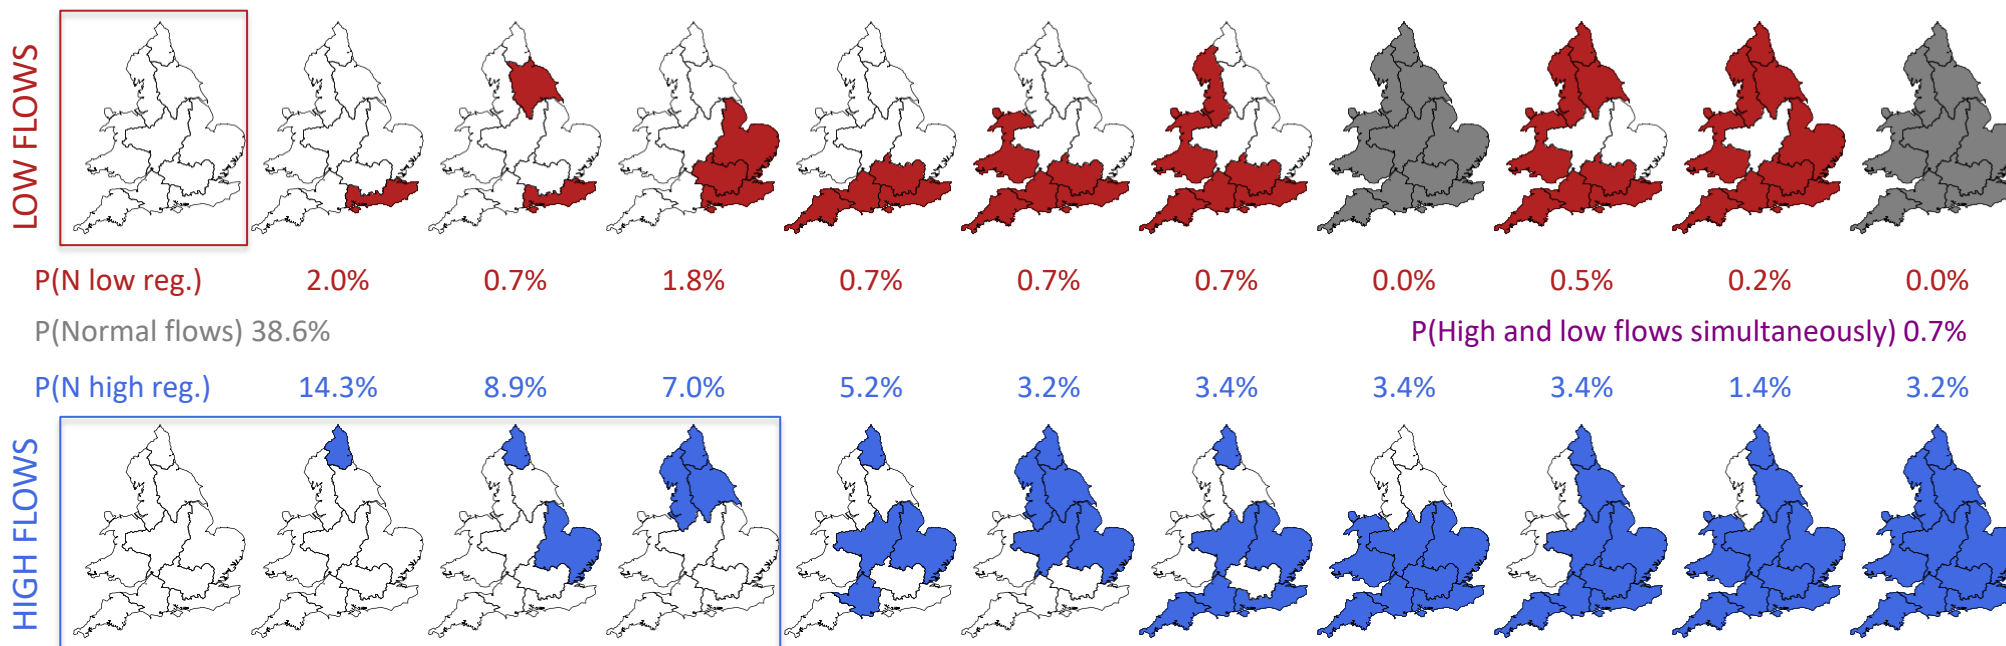 LOW FLOWS
P(N low reg.) 2.0% 0.7% 1.8% 0.7% 0.7% 0.7% 0.0% 0.5% 0.2% 0.0%
P(Normal flows) 38.6% P(High and low flows simultaneously) 0.7%
P(N high reg.) 14.3% 8.9% 7.0% 5.2% 3.2% 3.4% 3.4% 3.4% 1.4% 3.2%
HIGH FLOWS